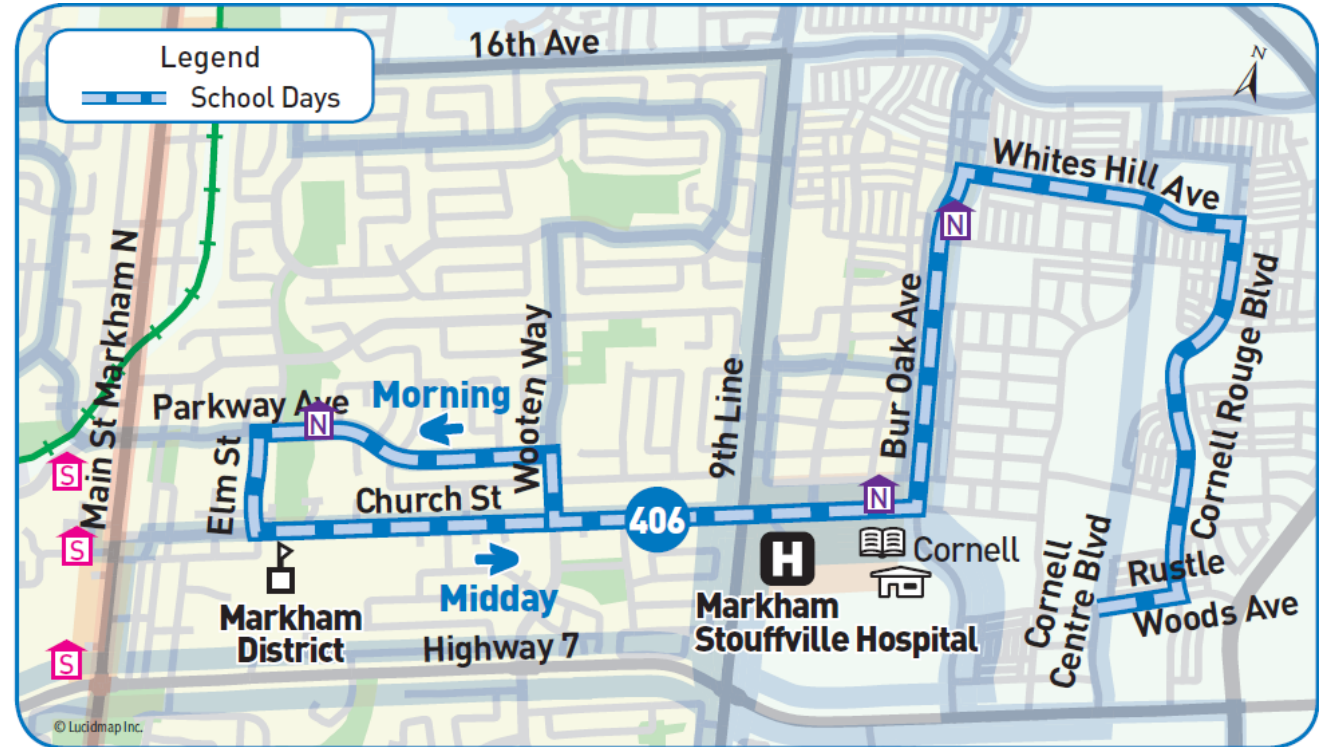 Legend
School Days
16th Ave
N
Whites Hill Ave
N
Main St Markham N
Wooten Way
9th Line
Bur Oak Ave
Cornell Rouge Blvd
Parkway Ave
Morning
N
S
Elm St
Church St
406
N
S
Midday
H
Cornell
Markham
District
Markham
Stouffville Hospital
Highway 7
Cornell
Centre Blvd
Rustle
Woods Ave
S
© Lucidmap Inc.